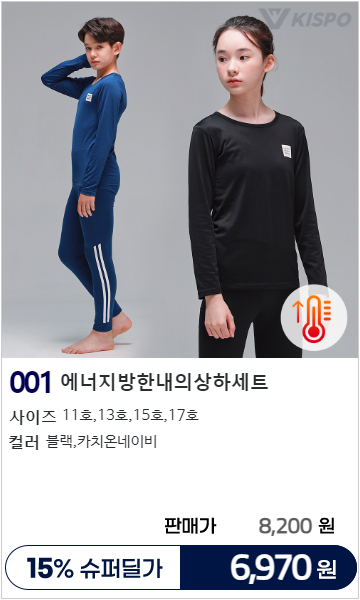 KISPO
001 에너지방한내의상하세트
사이즈 11호,13호,15호,17호
컬러 블랙,카치온네이비
판매가 8,200 원
15% 슈퍼딜가 6,970 원